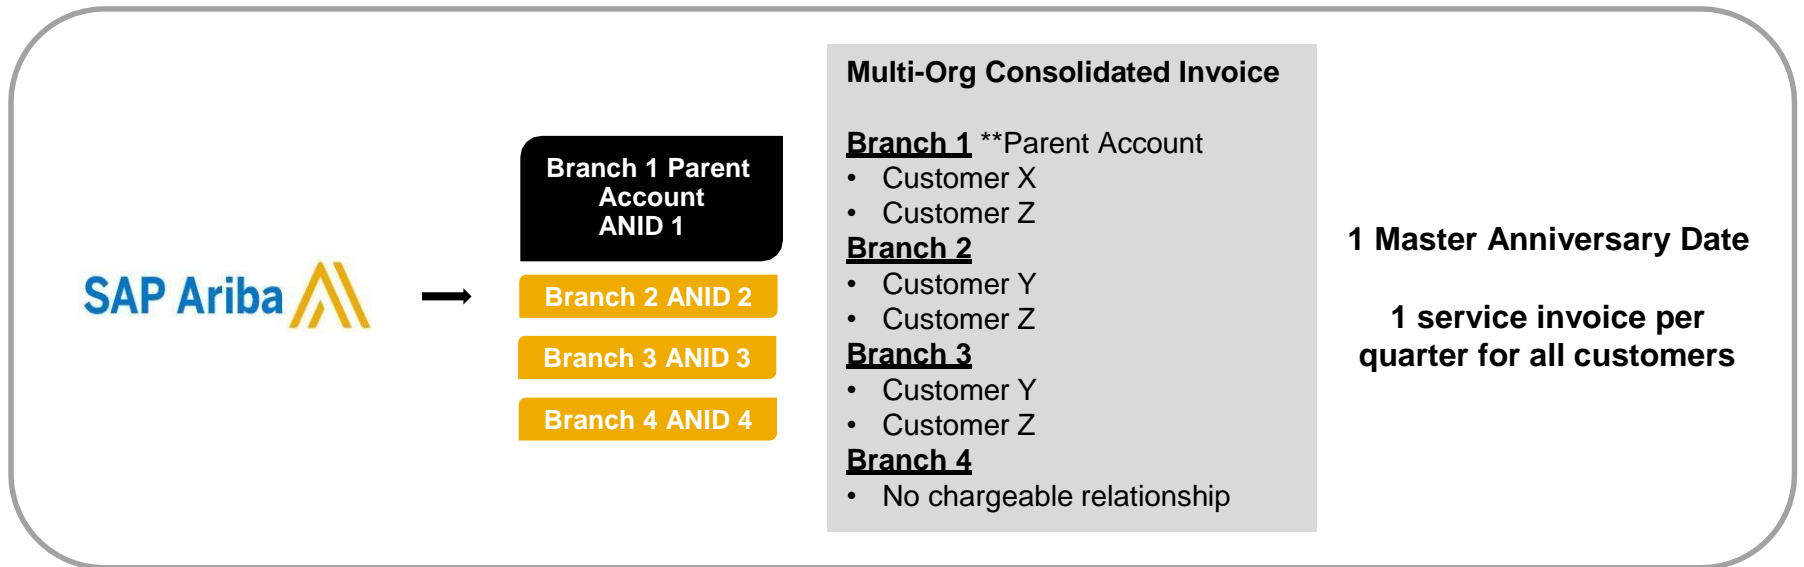 SAP Ariba
Branch 1 Parent
Account
ANID 1
Branch 2 ANID 2
Branch 3 ANID 3
Branch 4 ANID 4
Multi-Org Consolidated Invoice
Branch 1 **Parent Account
• Customer X
• Customer Z
Branch 2
• Customer Y
• Customer Z
Branch 3
• Customer Y
• Customer Z
Branch 4
• No chargeable relationship
1 Master Anniversary Date
1 service invoice per
quarter for all customers